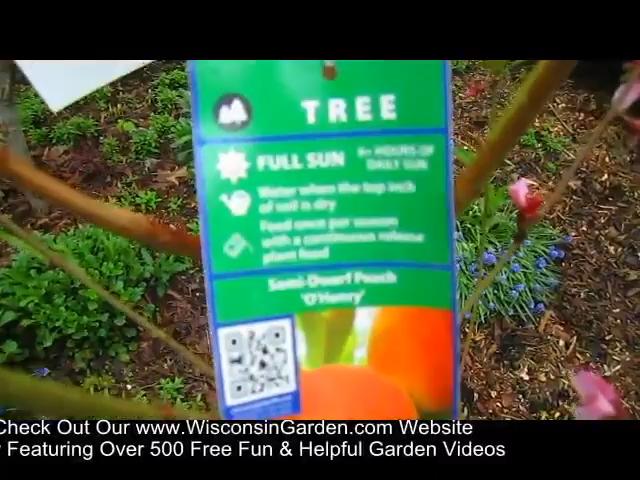 TREE
FULL SUN
6+ HOURS OF
DAILY SUN
Water when the top inch
of soil is dry
Feed once per season
with a continuous release
plant food
Semi-Dwarf Peach
'O'Henry'
Check Out Our www.WisconsinGarden.com Website
Featuring Over 500 Free Fun & Helpful Garden Videos